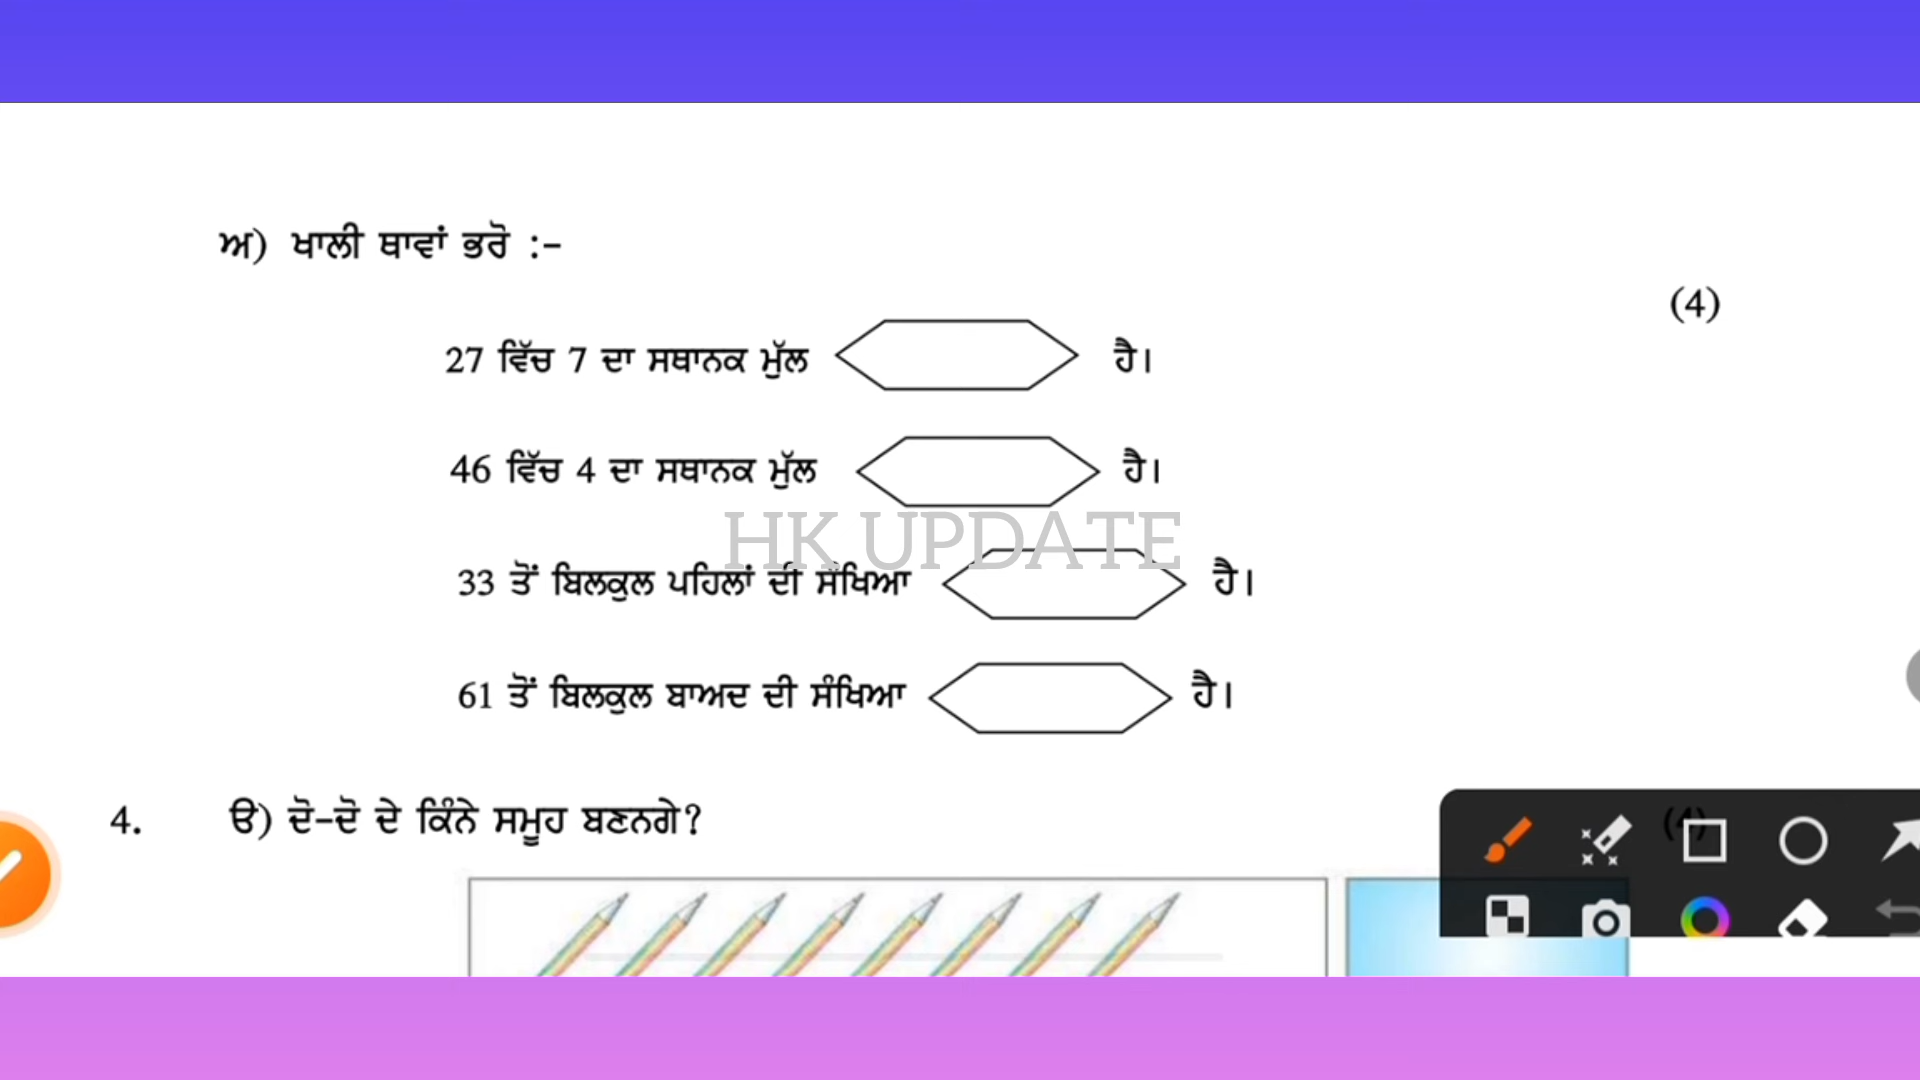 ਅ) ਖਾਲੀ ਥਾਵਾਂ ਭਰੋ :-
(4)
27 ਵਿੱਚ 7 ਦਾ ਸਥਾਨਕ ਮੁੱਲ ਹੈ।
46 ਵਿੱਚ 4 ਦਾ ਸਥਾਨਕ ਮੁੱਲ ਹੈ।
HK UPDATE
33 ਤੋਂ ਬਿਲਕੁਲ ਪਹਿਲਾਂ ਦੀ ਸੰਖਿਆ ਹੈ।
61 ਤੋਂ ਬਿਲਕੁਲ ਬਾਅਦ ਦੀ ਸੰਖਿਆ ਹੈ।
4. ੳ) ਦੋ-ਦੋ ਦੇ ਕਿੰਨੇ ਸਮੂਹ ਬਣਨਗੇ? (4)